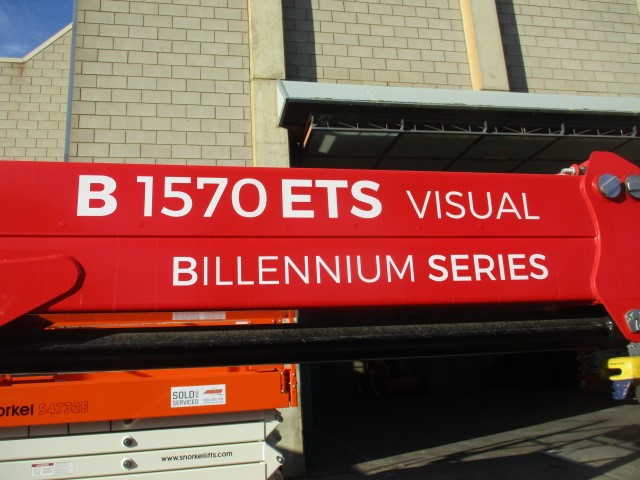 B 1570 ETS VISUAL
BILLENNIUM SERIES
SOLD &
SERVICED
orkel S4732E
www.snorkellifts.com